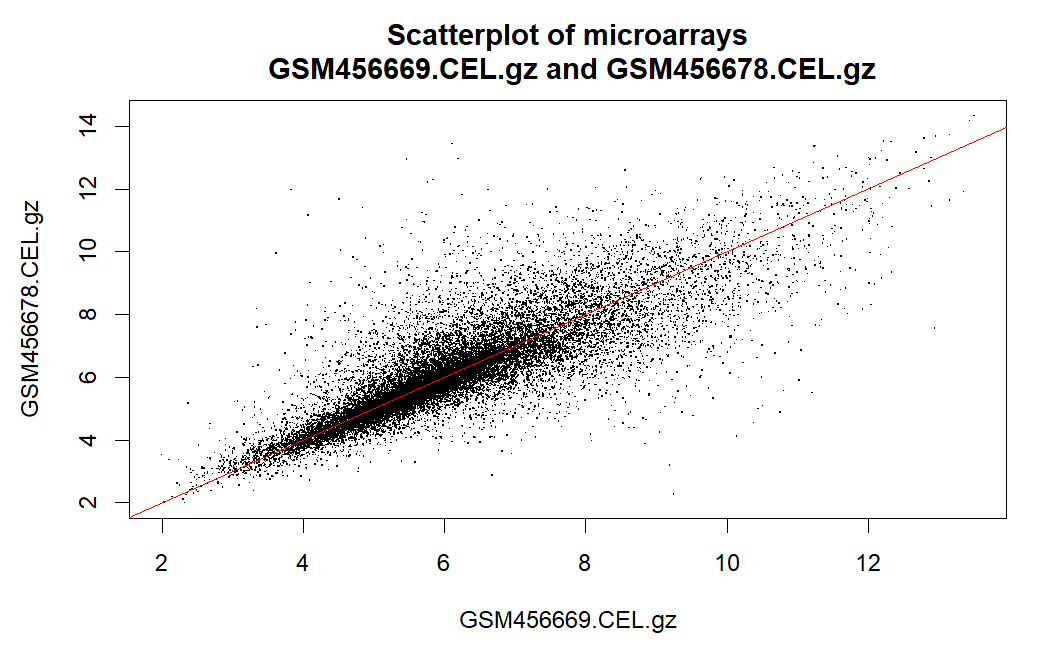 Scatterplot of microarrays
GSM456669.CEL.gz and GSM456678.CEL.gz
GSM456678.CEL.gz
14
12
10
8
6
4
2
2 4 6 8 10 12
GSM456669.CEL.gz